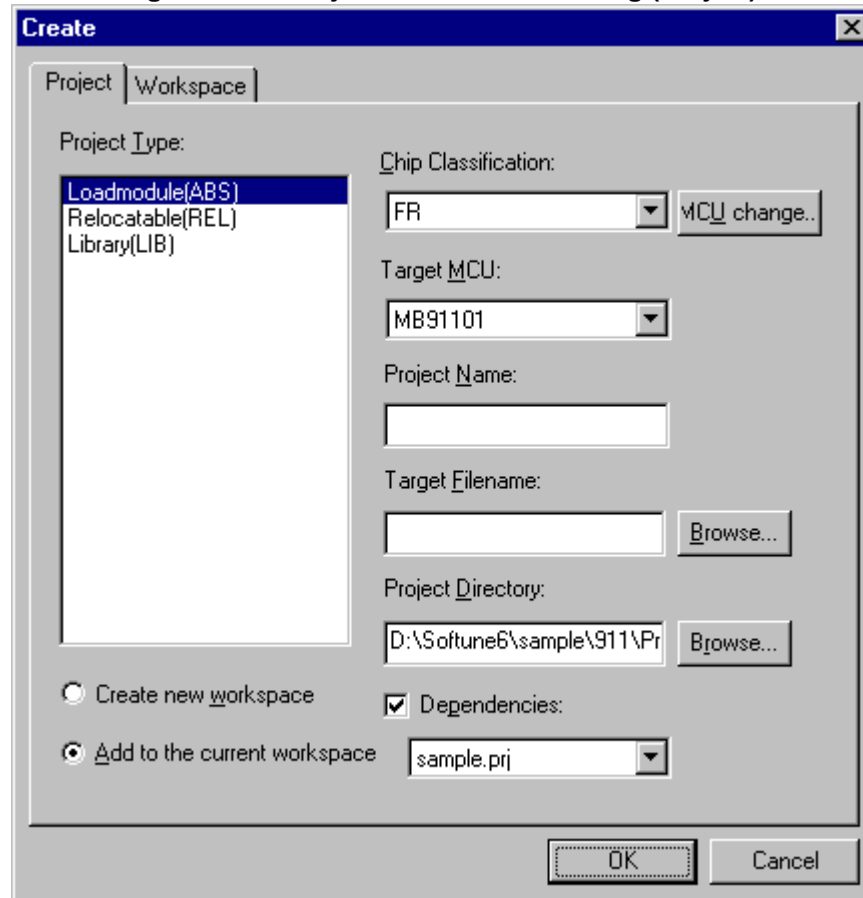 Create
Project
Workspace
Project Type:
Loadmodule(ABS)
Relocatable(REL)
Library(LIB)
Chip Classification:
FR
MCU change..
Target MCU:
MB91101
Project Name:
Target Filename:
Browse...
Project Directory:
D:\Softune6\sample\911\Pr
Browse...
Create new workspace
Add to the current workspace
Dependencies:
sample.prj
OK
Cancel